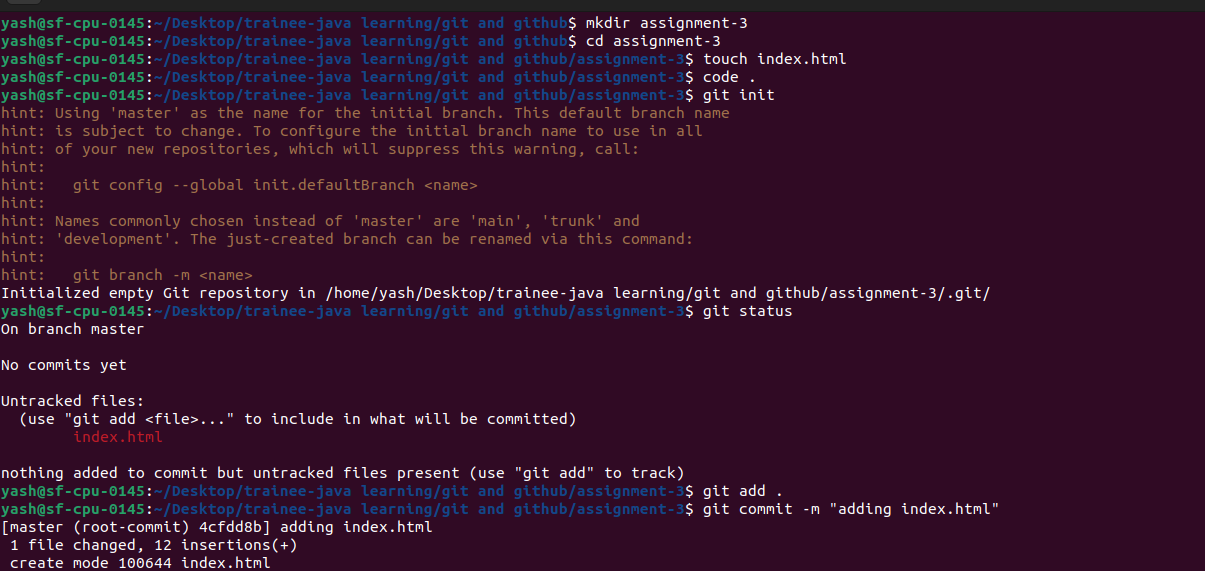 yash@sf-cpu-0145:~/Desktop/trainee-java learning/git and github$ mkdir assignment-3
yash@sf-cpu-0145:~/Desktop/trainee-java learning/git and github$ cd assignment-3
yash@sf-cpu-0145:~/Desktop/trainee-java learning/git and github/assignment-3$ touch index.html
yash@sf-cpu-0145:~/Desktop/trainee-java learning/git and github/assignment-3$ code .
yash@sf-cpu-0145:~/Desktop/trainee-java learning/git and github/assignment-3$ git init
hint: Using 'master' as the name for the initial branch. This default branch name
hint: is subject to change. To configure the initial branch name to use in all
hint: of your new repositories, which will suppress this warning, call:
hint:
hint:   git config --global init.defaultBranch <name>
hint:
hint: Names commonly chosen instead of 'master' are 'main', 'trunk' and
hint: 'development'. The just-created branch can be renamed via this command:
hint:
hint:   git branch -m <name>
Initialized empty Git repository in /home/yash/Desktop/trainee-java learning/git and github/assignment-3/.git/
yash@sf-cpu-0145:~/Desktop/trainee-java learning/git and github/assignment-3$ git status
On branch master

No commits yet

Untracked files:
  (use "git add <file>..." to include in what will be committed)
        index.html

nothing added to commit but untracked files present (use "git add" to track)
yash@sf-cpu-0145:~/Desktop/trainee-java learning/git and github/assignment-3$ git add .
yash@sf-cpu-0145:~/Desktop/trainee-java learning/git and github/assignment-3$ git commit -m "adding index.html"
[master (root-commit) 4cfdd8b] adding index.html
 1 file changed, 12 insertions(+)
 create mode 100644 index.html